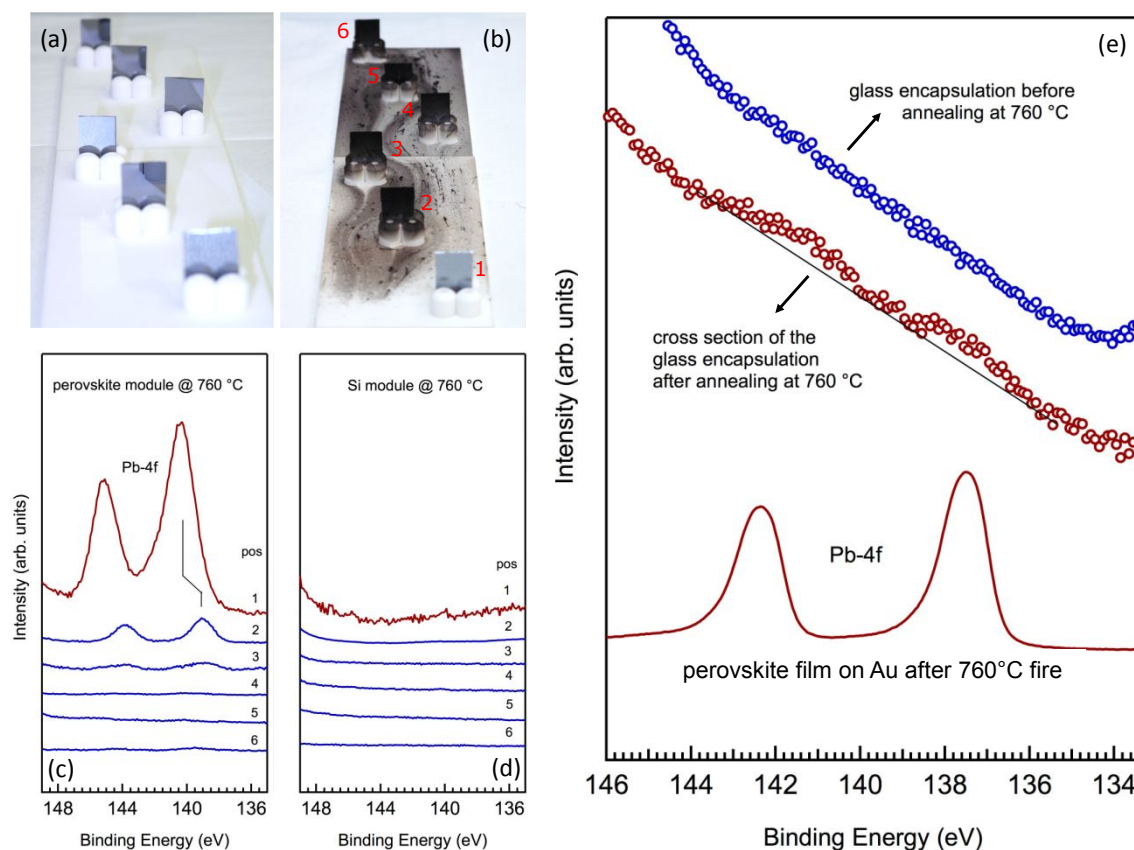 (a)
6
(b)
5
4
3
2
1
perovskite module @ 760 °C
Pb-4f
pos
1
2
3
4
5
6
(c)
148
144
140
136
Binding Energy (eV)
Intensity (arb. units)
Si module @ 760 °C
pos
1
2
3
4
5
6
(d)
148
144
140
136
Binding Energy (eV)
(e)
glass encapsulation before
annealing at 760 °C
cross section of the
glass encapsulation
after annealing at 760 °C
Pb-4f
perovskite film on Au after 760°C fire
Intensity (arb. units)
146
144
142
140
138
136
134
Binding Energy (eV)